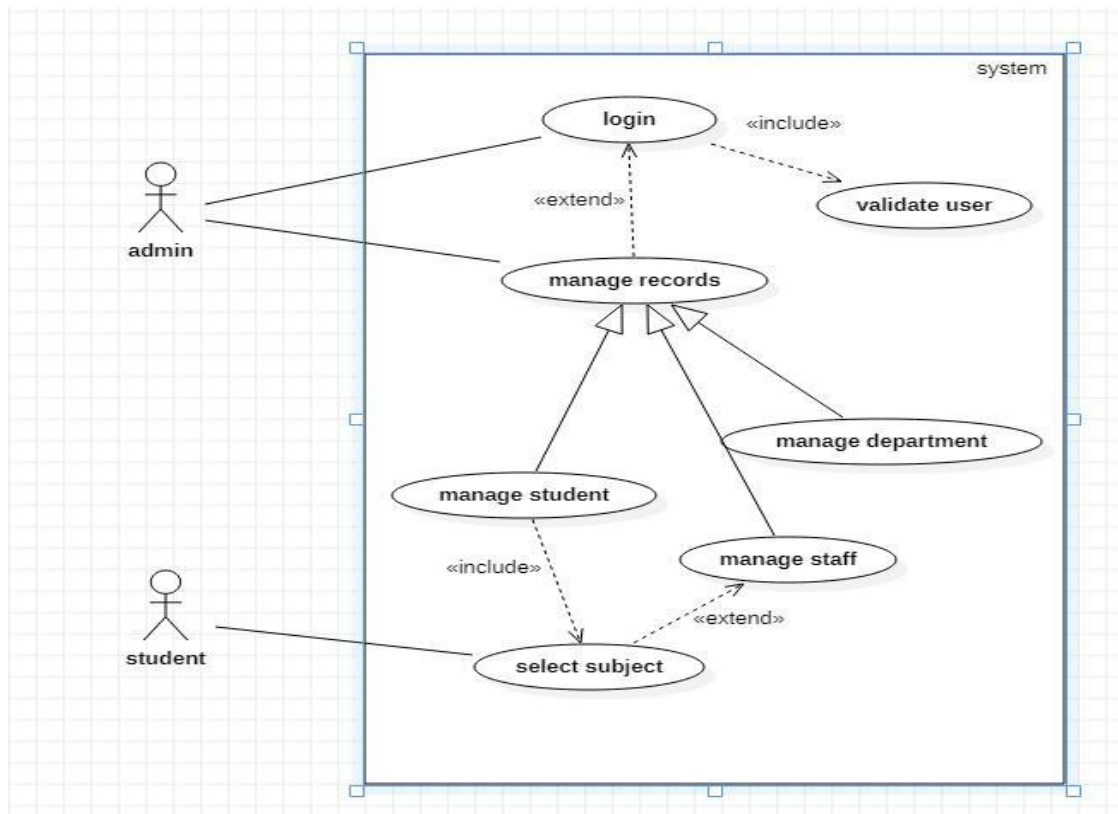 system
login
«include»
validate user
«extend»
admin
manage records
manage department
manage student
manage staff
«include»
«extend»
student
select subject